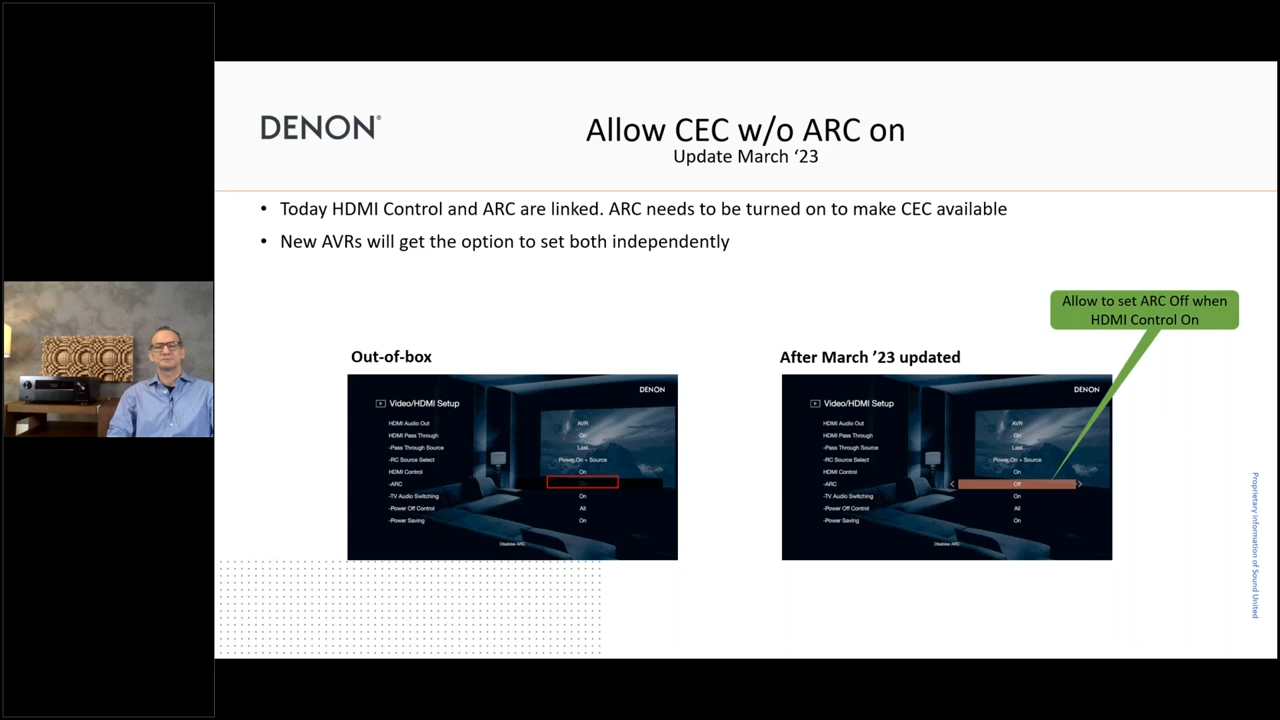 DENON®
Allow CEC w/o ARC on
Update March ‘23
• Today HDMI Control and ARC are linked. ARC needs to be turned on to make CEC available
• New AVRs will get the option to set both independently
Allow to set ARC Off when
HDMI Control On
Out-of-box
DENON
Video/HDMI Setup
HDMI Audio Out AVR
HDMI Pass Through On
-Pass Through Source Last
-RC Source Select Power On + Source
HDMI Control On
-ARC On
-TV Audio Switching On
-Power Off Control All
-Power Saving On
Disables ARC
After March ’23 updated
DENON
Video/HDMI Setup
HDMI Audio Out AVR
HDMI Pass Through On
-Pass Through Source Last
-RC Source Select Power On + Source
HDMI Control On
-ARC < Off >
-TV Audio Switching On
-Power Off Control All
-Power Saving On
Disables ARC
Proprietary information of Sound United